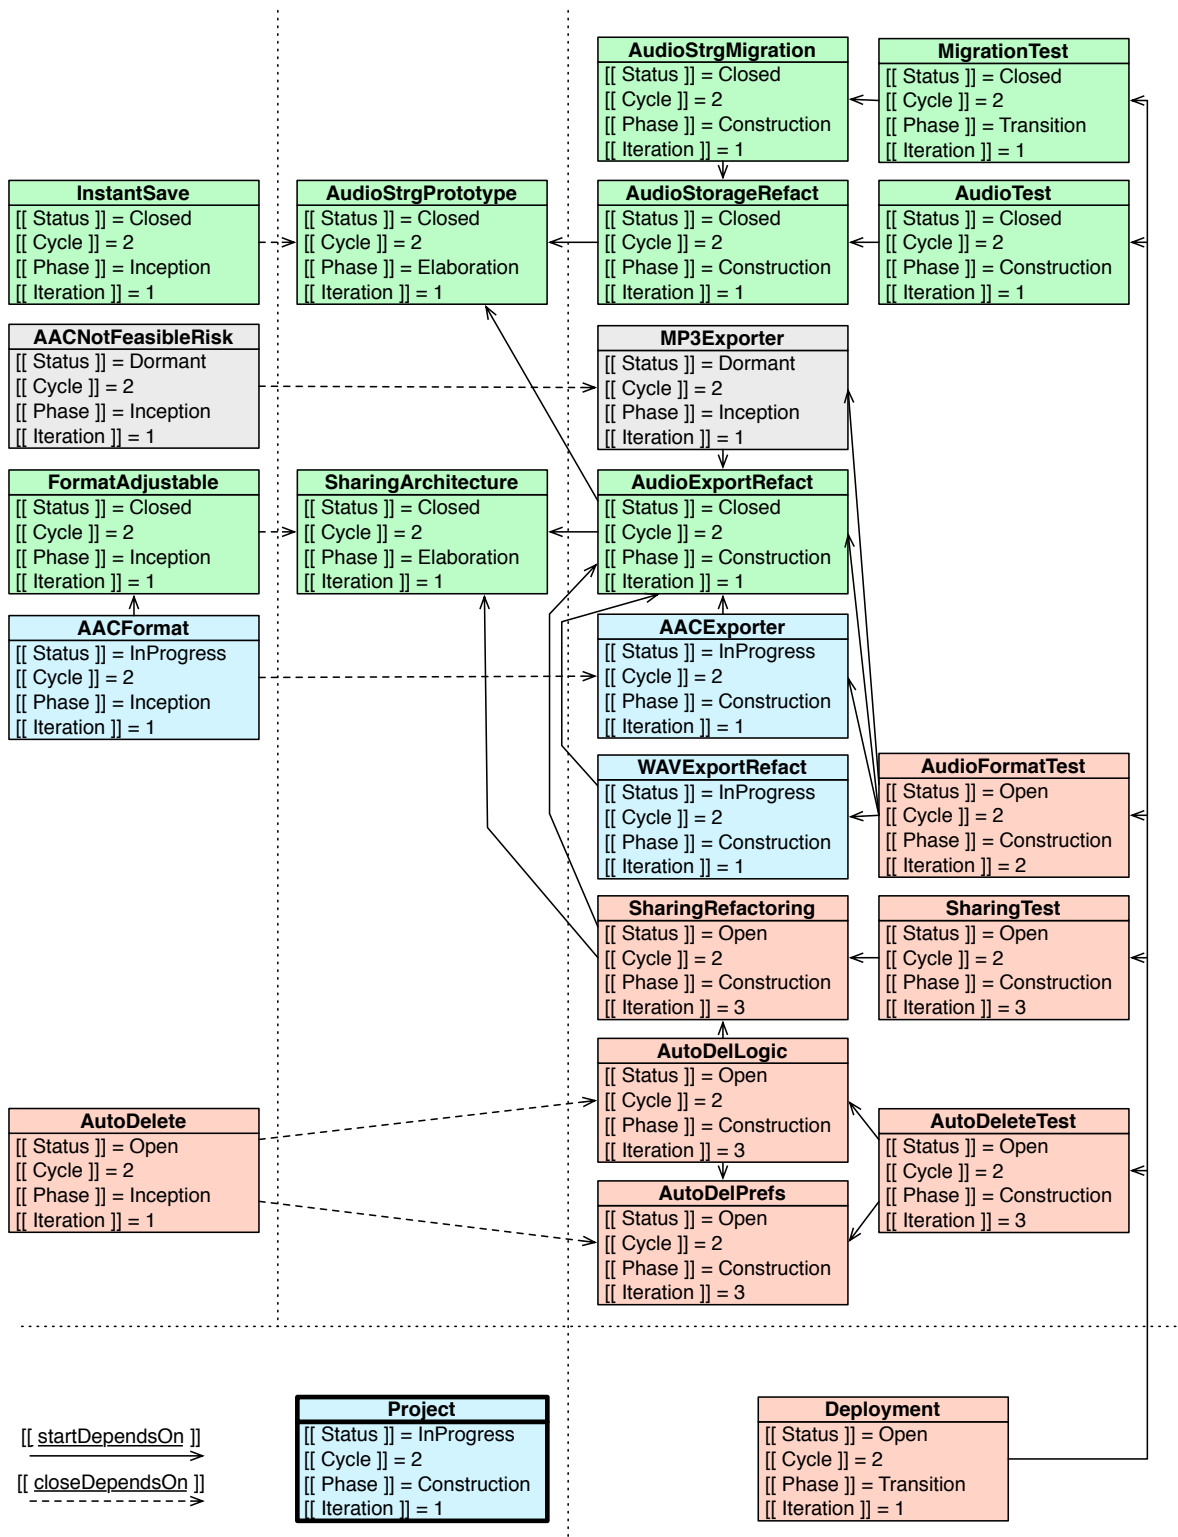 AudioStrgMigration
[[ Status ]] = Closed
[[ Cycle ]] = 2
[[ Phase ]] = Construction
[[ Iteration ]] = 1
MigrationTest
[[ Status ]] = Closed
[[ Cycle ]] = 2
[[ Phase ]] = Transition
[[ Iteration ]] = 1
InstantSave
[[ Status ]] = Closed
[[ Cycle ]] = 2
[[ Phase ]] = Inception
[[ Iteration ]] = 1
AudioStrgPrototype
[[ Status ]] = Closed
[[ Cycle ]] = 2
[[ Phase ]] = Elaboration
[[ Iteration ]] = 1
AudioStorageRefact
[[ Status ]] = Closed
[[ Cycle ]] = 2
[[ Phase ]] = Construction
[[ Iteration ]] = 1
AudioTest
[[ Status ]] = Closed
[[ Cycle ]] = 2
[[ Phase ]] = Construction
[[ Iteration ]] = 1
AACNotFeasibleRisk
[[ Status ]] = Dormant
[[ Cycle ]] = 2
[[ Phase ]] = Inception
[[ Iteration ]] = 1
MP3Exporter
[[ Status ]] = Dormant
[[ Cycle ]] = 2
[[ Phase ]] = Inception
[[ Iteration ]] = 1
FormatAdjustable
[[ Status ]] = Closed
[[ Cycle ]] = 2
[[ Phase ]] = Inception
[[ Iteration ]] = 1
SharingArchitecture
[[ Status ]] = Closed
[[ Cycle ]] = 2
[[ Phase ]] = Elaboration
[[ Iteration ]] = 1
AudioExportRefact
[[ Status ]] = Closed
[[ Cycle ]] = 2
[[ Phase ]] = Construction
[[ Iteration ]] = 1
AACFormat
[[ Status ]] = InProgress
[[ Cycle ]] = 2
[[ Phase ]] = Inception
[[ Iteration ]] = 1
AACExporter
[[ Status ]] = InProgress
[[ Cycle ]] = 2
[[ Phase ]] = Construction
[[ Iteration ]] = 1
WAVExportRefact
[[ Status ]] = InProgress
[[ Cycle ]] = 2
[[ Phase ]] = Construction
[[ Iteration ]] = 1
AudioFormatTest
[[ Status ]] = Open
[[ Cycle ]] = 2
[[ Phase ]] = Construction
[[ Iteration ]] = 2
SharingRefactoring
[[ Status ]] = Open
[[ Cycle ]] = 2
[[ Phase ]] = Construction
[[ Iteration ]] = 3
SharingTest
[[ Status ]] = Open
[[ Cycle ]] = 2
[[ Phase ]] = Construction
[[ Iteration ]] = 3
AutoDelLogic
[[ Status ]] = Open
[[ Cycle ]] = 2
[[ Phase ]] = Construction
[[ Iteration ]] = 3
AutoDelete
[[ Status ]] = Open
[[ Cycle ]] = 2
[[ Phase ]] = Inception
[[ Iteration ]] = 1
AutoDeleteTest
[[ Status ]] = Open
[[ Cycle ]] = 2
[[ Phase ]] = Construction
[[ Iteration ]] = 3
AutoDelPrefs
[[ Status ]] = Open
[[ Cycle ]] = 2
[[ Phase ]] = Construction
[[ Iteration ]] = 3
[[ startDependsOn ]]
[[ closeDependsOn ]]
Project
[[ Status ]] = InProgress
[[ Cycle ]] = 2
[[ Phase ]] = Construction
[[ Iteration ]] = 1
Deployment
[[ Status ]] = Open
[[ Cycle ]] = 2
[[ Phase ]] = Transition
[[ Iteration ]] = 1